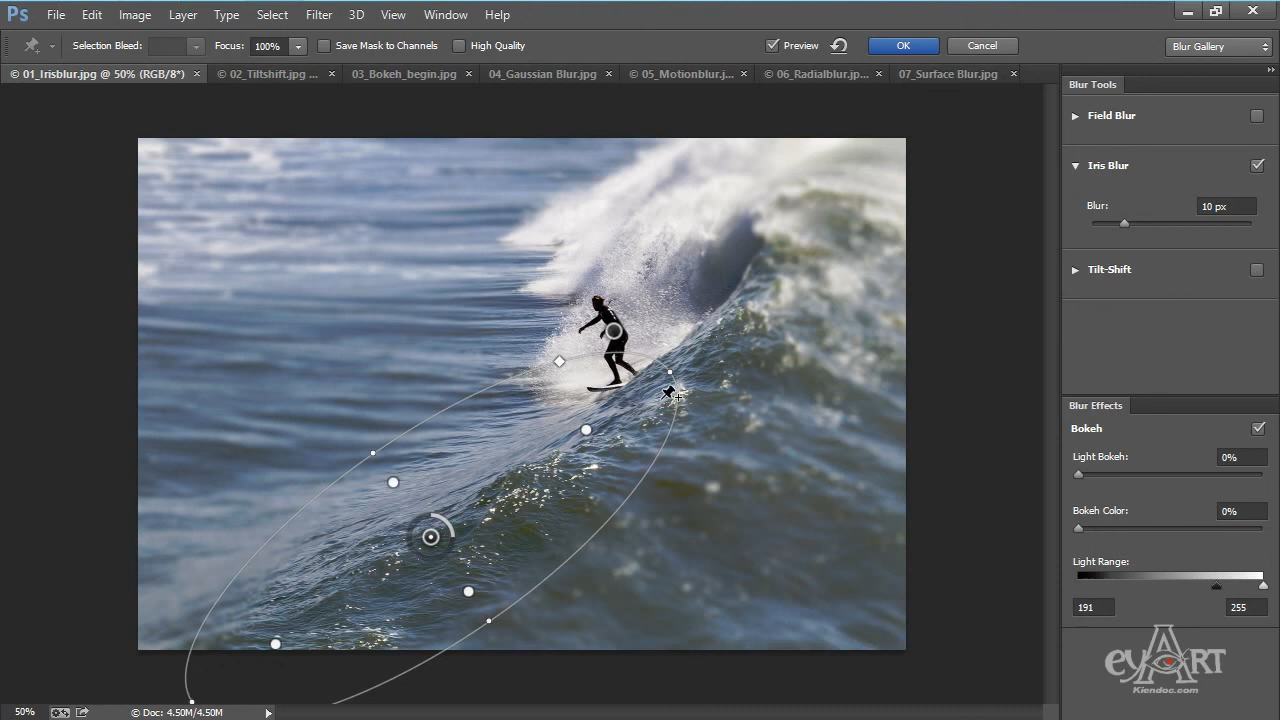 Ps File Edit Image Layer Type Select Filter 3D View Window Help
Selection Bleed: Focus: 100% Save Mask to Channels High Quality Preview OK Cancel Blur Gallery
© 01_Irisblur.jpg @ 50% (RGB/8*) × © 02_Tiltshift.jpg ... × 03_Bokeh_begin.jpg × 04_Gaussian Blur.jpg × © 05_Motionblur.j... × © 06_Radialblur.jp... × 07_Surface Blur.jpg ×
Blur Tools
Field Blur
Iris Blur
Blur: 10 px
Tilt-Shift
Blur Effects
Bokeh
Light Bokeh: 0%
Bokeh Color: 0%
Light Range:
191 255
eyART
Kiendoc.com
50% © Doc: 4.50M/4.50M